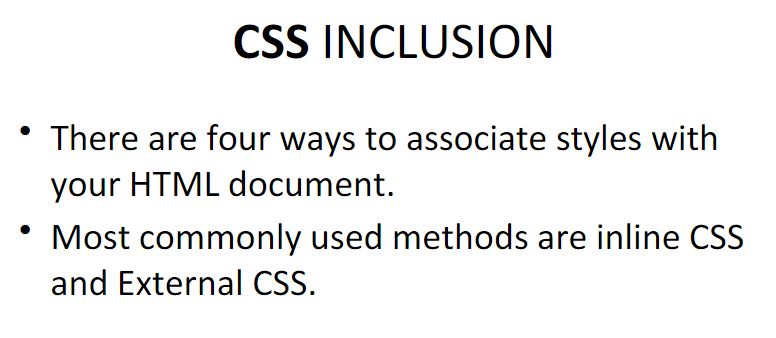 CSS INCLUSION
• There are four ways to associate styles with
your HTML document.
• Most commonly used methods are inline CSS
and External CSS.